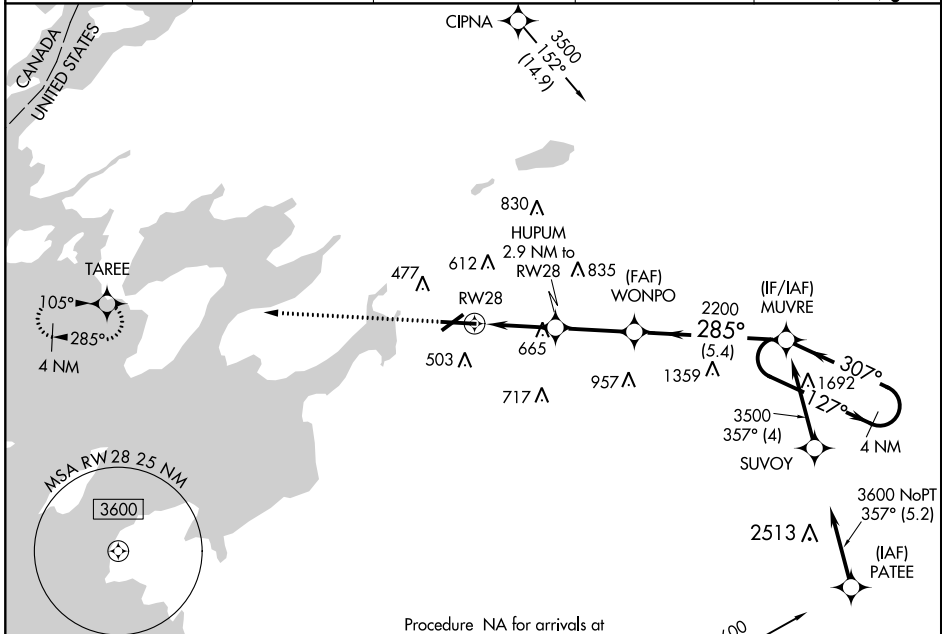 CIPNA
3500
152°
(14.9)
CANADA
UNITED STATES
830
HUPUM
2.9 NM to
RW28
835
612
477
TAREE
105°
285°
4 NM
RW28
(FAF)
WONPO
(IF/IAF)
MUVRE
2200
285°
(5.4)
665
503
717
957
1359
307°
1692
127°
4 NM
3500
357° (4)
SUVOY
MSA RW28 25 NM
3600
3600 NoPT
357° (5.2)
2513
(IAF)
PATEE
Procedure NA for arrivals at